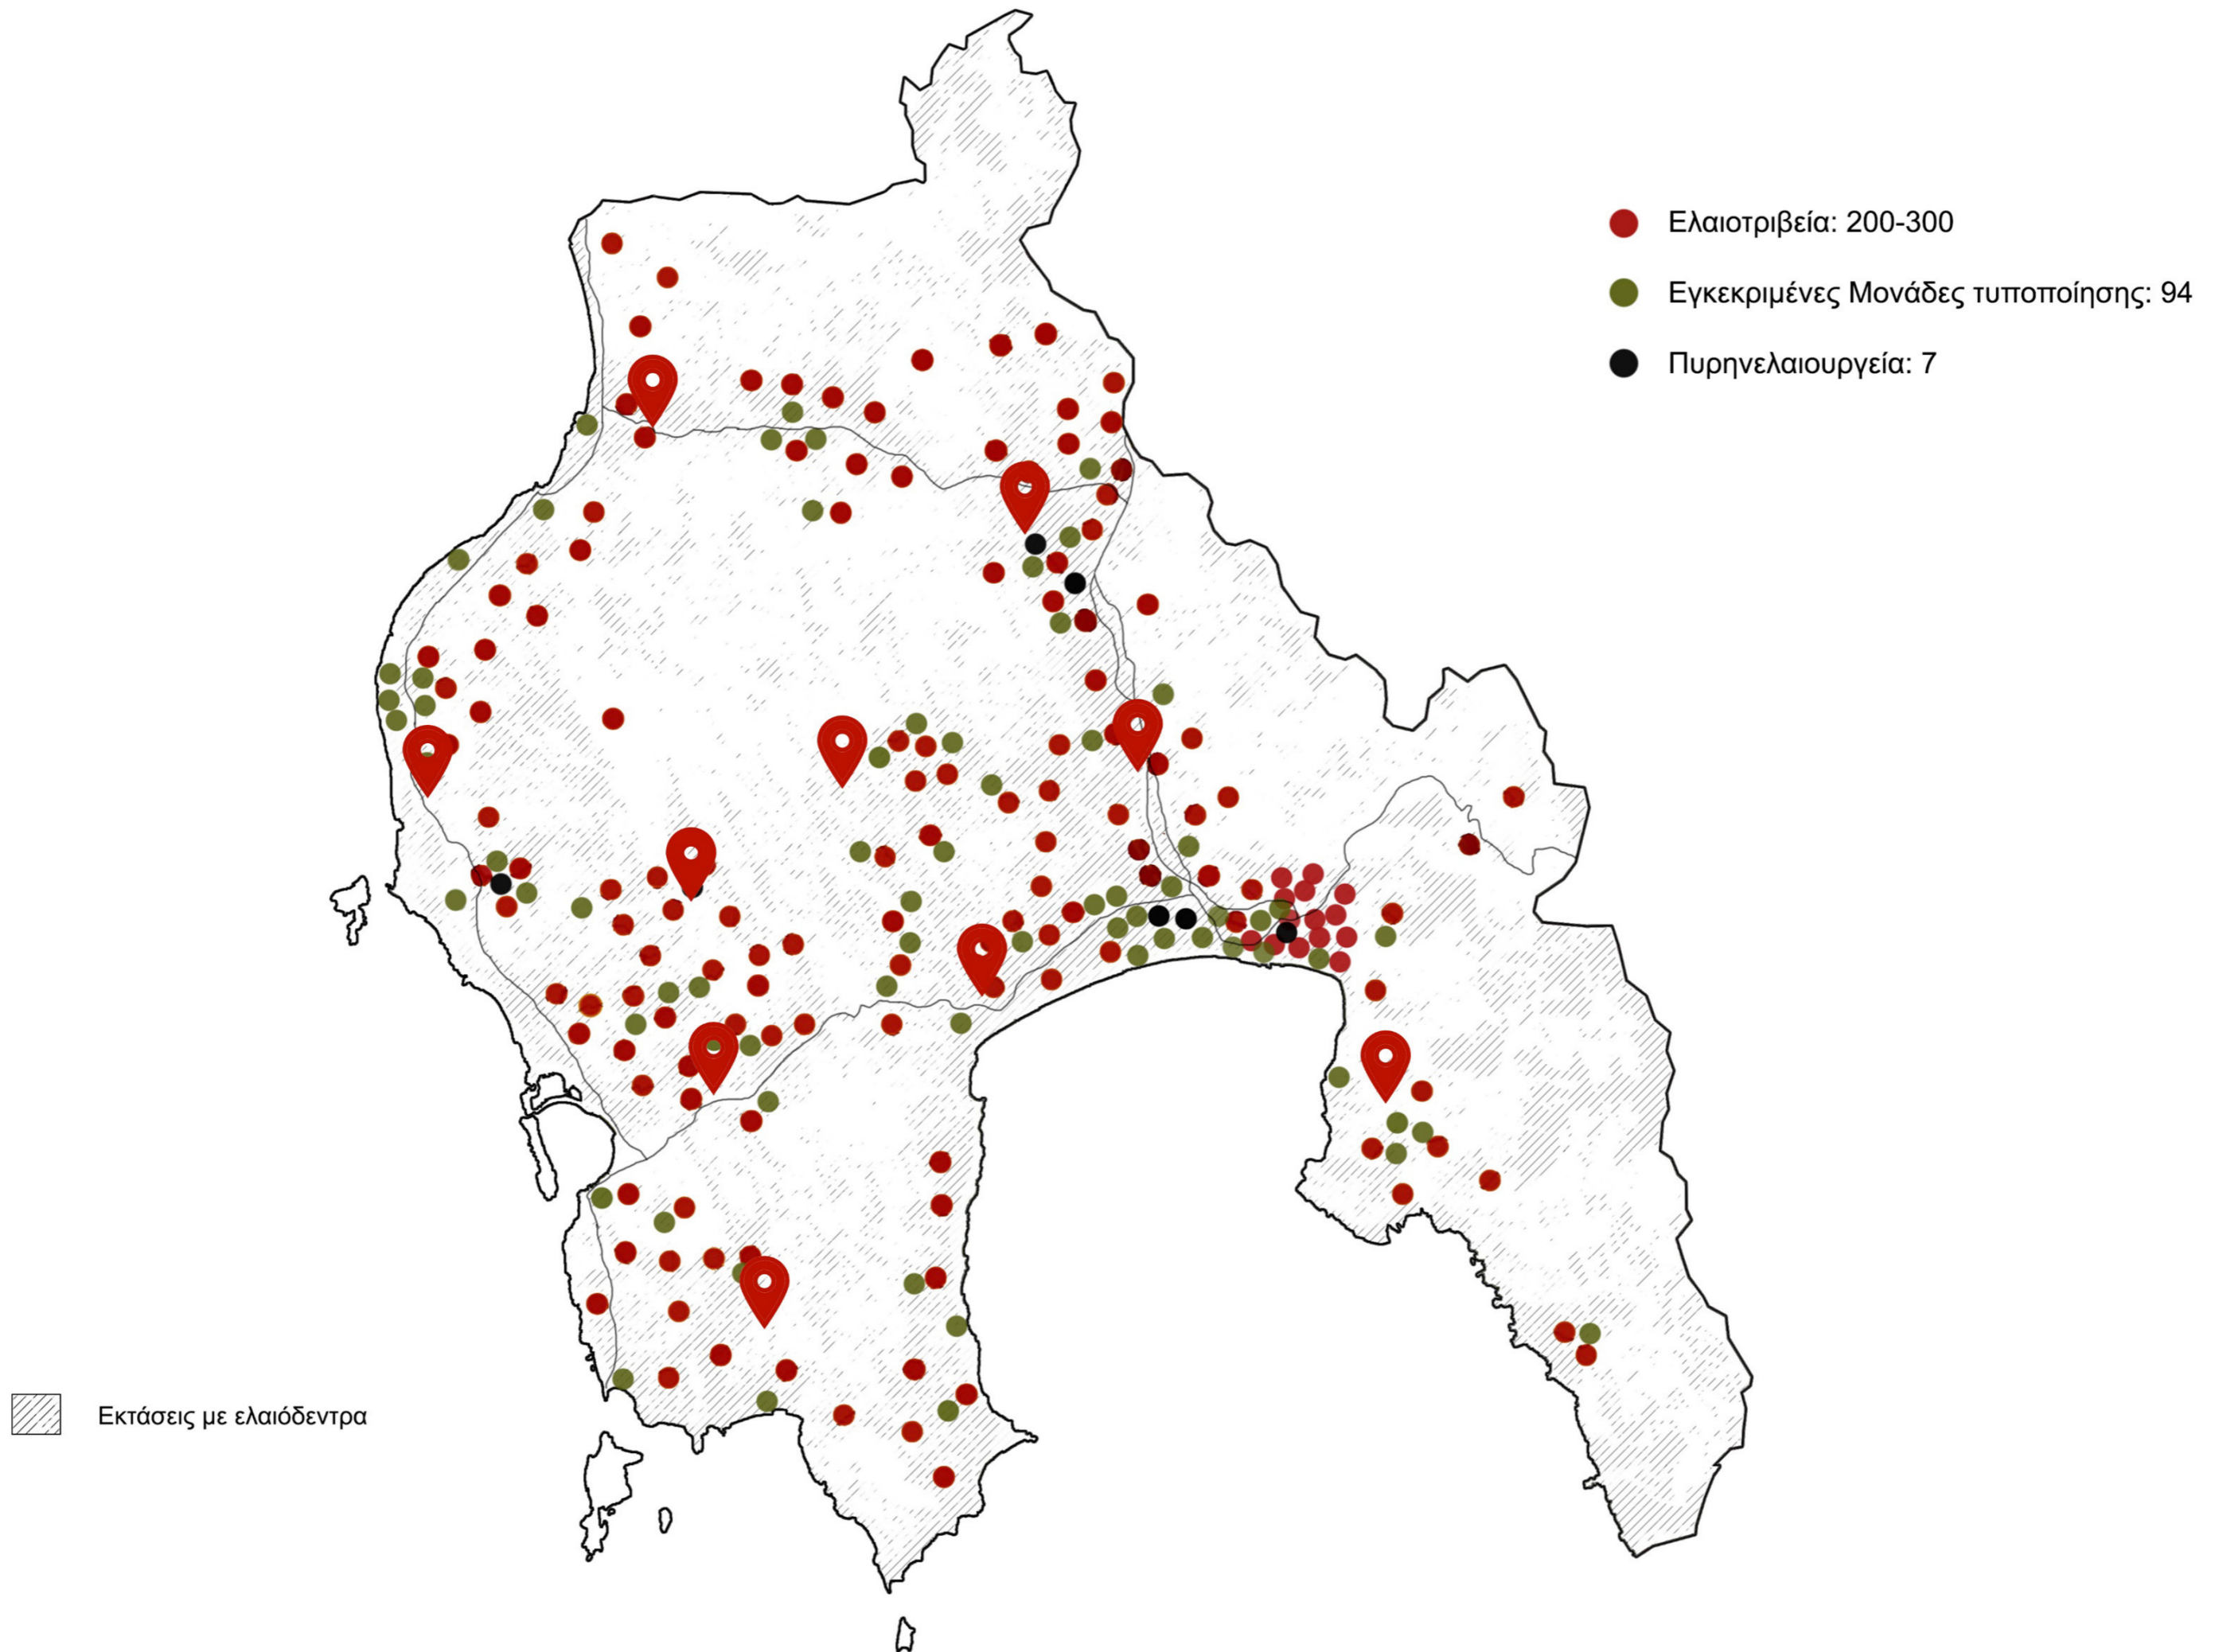 Ελαιοτριβεία: 200-300
Εγκεκριμένες Μονάδες τυποποίησης: 94
Πυρηνελαιουργεία: 7
Εκτάσεις με ελαιόδεντρα